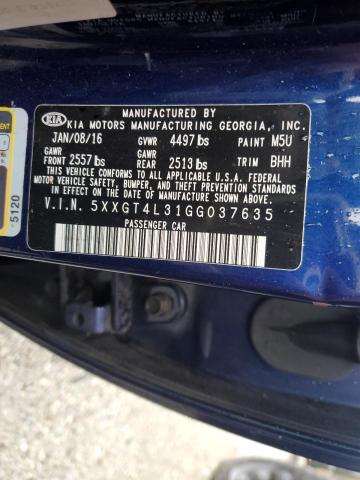 MANUFACTURED BY
KIA KIA MOTORS MANUFACTURING GEORGIA, INC.
JAN/08/16 GVWR 4497 lbs PAINT M5U
GAWR GAWR
FRONT 2557 lbs REAR 2513 lbs TRIM BHH
THIS VEHICLE CONFORMS TO ALL APPLICABLE U.S.A. FEDERAL
MOTOR VEHICLE SAFETY, BUMPER, AND THEFT PREVENTION
STANDARDS IN EFFECT ON THE DATE OF MANUFACTURE SHOWN ABOVE.
V.I.N. 5XXGT4L31GG037635
PASSENGER CAR
5120